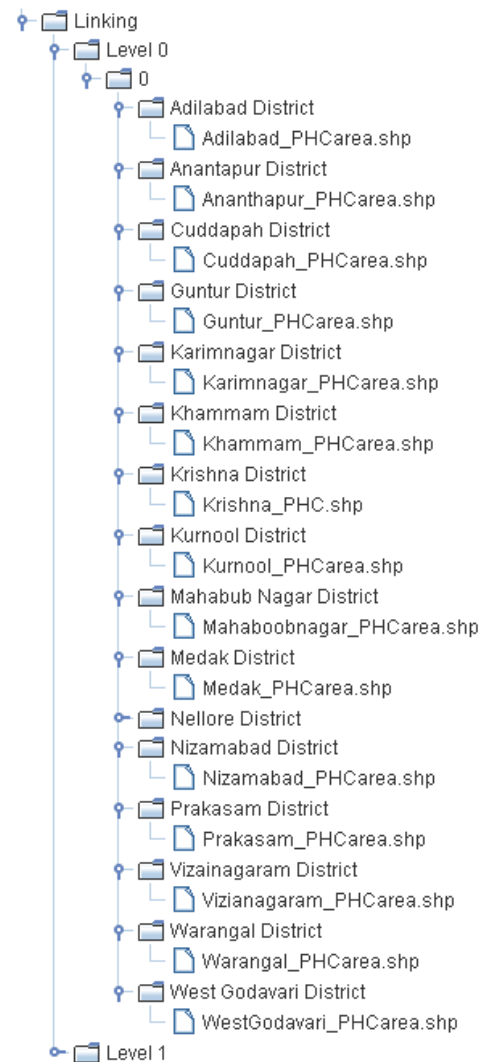 Linking
Level 0
0
Adilabad District
Adilabad_PHCarea.shp
Anantapur District
Ananthapur_PHCarea.shp
Cuddapah District
Cuddapah_PHCarea.shp
Guntur District
Guntur_PHCarea.shp
Karimnagar District
Karimnagar_PHCarea.shp
Khammam District
Khammam_PHCarea.shp
Krishna District
Krishna_PHC.shp
Kurnool District
Kurnool_PHCarea.shp
Mahabub Nagar District
Mahaboobnagar_PHCarea.shp
Medak District
Medak_PHCarea.shp
Nellore District
Nizamabad District
Nizamabad_PHCarea.shp
Prakasam District
Prakasam_PHCarea.shp
Vizainagaram District
Vizianagaram_PHCarea.shp
Warangal District
Warangal_PHCarea.shp
West Godavari District
WestGodavari_PHCarea.shp
Level 1